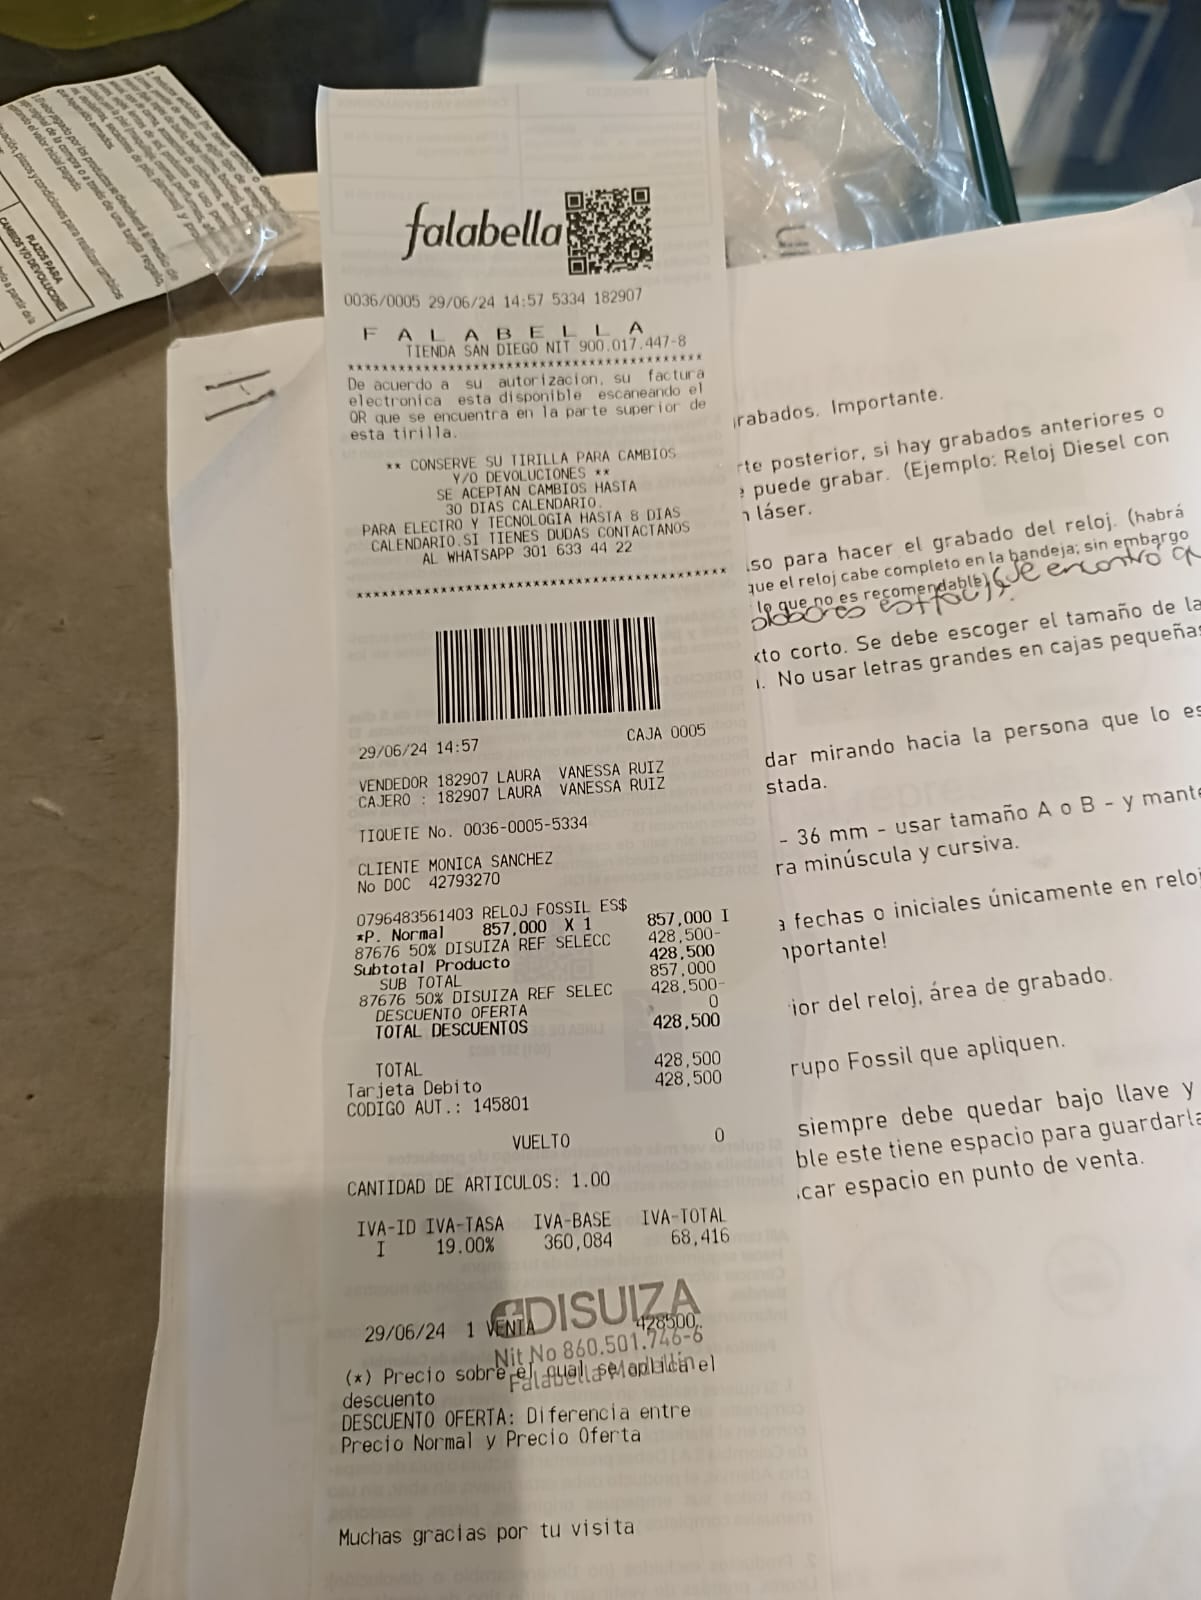 falabella
0036/0005 29/06/24 14:57 5334 182907
F A L A B E L L A
TIENDA SAN DIEGO NIT 900.017.447-8
****************************************
De acuerdo a su autorizacion, su factura
electronica esta disponible escaneando el
QR que se encuentra en la parte superior de
esta tirilla.
** CONSERVE SU TIRILLA PARA CAMBIOS
Y/O DEVOLUCIONES **
SE ACEPTAN CAMBIOS HASTA
30 DIAS CALENDARIO.
PARA ELECTRO Y TECNOLOGIA HASTA 8 DIAS
CALENDARIO.SI TIENES DUDAS CONTACTANOS
AL WHATSAPP 301 633 44 22
****************************************
29/06/24 14:57 CAJA 0005
VENDEDOR 182907 LAURA VANESSA RUIZ
CAJERO : 182907 LAURA VANESSA RUIZ
TIQUETE No. 0036-0005-5334
CLIENTE MONICA SANCHEZ
No DOC 42793270
0796483561403 RELOJ FOSSIL ES$
*P. Normal 857,000 X 1 857,000 I
87676 50% DISUIZA REF SELECC 428,500-
Subtotal Producto 428,500
SUB TOTAL 857,000
87676 50% DISUIZA REF SELEC 428,500-
DESCUENTO OFERTA 0
TOTAL DESCUENTOS 428,500
TOTAL 428,500
Tarjeta Debito 428,500
CODIGO AUT.: 145801
VUELTO 0
CANTIDAD DE ARTICULOS: 1.00
IVA-ID IVA-TASA IVA-BASE IVA-TOTAL
I 19.00% 360,084 68,416
DISUIZA
29/06/24 1 VENTA 428500.
Nit No 860.501.746-6
(*) Precio sobre el cual se aplica el
Falabella Medellín
descuento
DESCUENTO OFERTA: Diferencia entre
Precio Normal y Precio Oferta
Muchas gracias por tu visita
grabados. Importante.
rte posterior, si hay grabados anteriores o
puede grabar. (Ejemplo: Reloj Diesel con
láser.
so para hacer el grabado del reloj. (habrá
que el reloj cabe completo en la bandeja; sin embargo
lo que no es recomendable)
que encontro
xto corto. Se debe escoger el tamaño de la
. No usar letras grandes en cajas pequeñas
dar mirando hacia la persona que lo es
stada.
- 36 mm - usar tamaño A o B - y mante
ra minúscula y cursiva.
a fechas o iniciales únicamente en reloj
mportante!
ior del reloj, área de grabado.
rupo Fossil que apliquen.
siempre debe quedar bajo llave y
ble este tiene espacio para guardarla
car espacio en punto de venta.
PLAZOS PARA
CAMBIOS Y/O DEVOLUCIONES